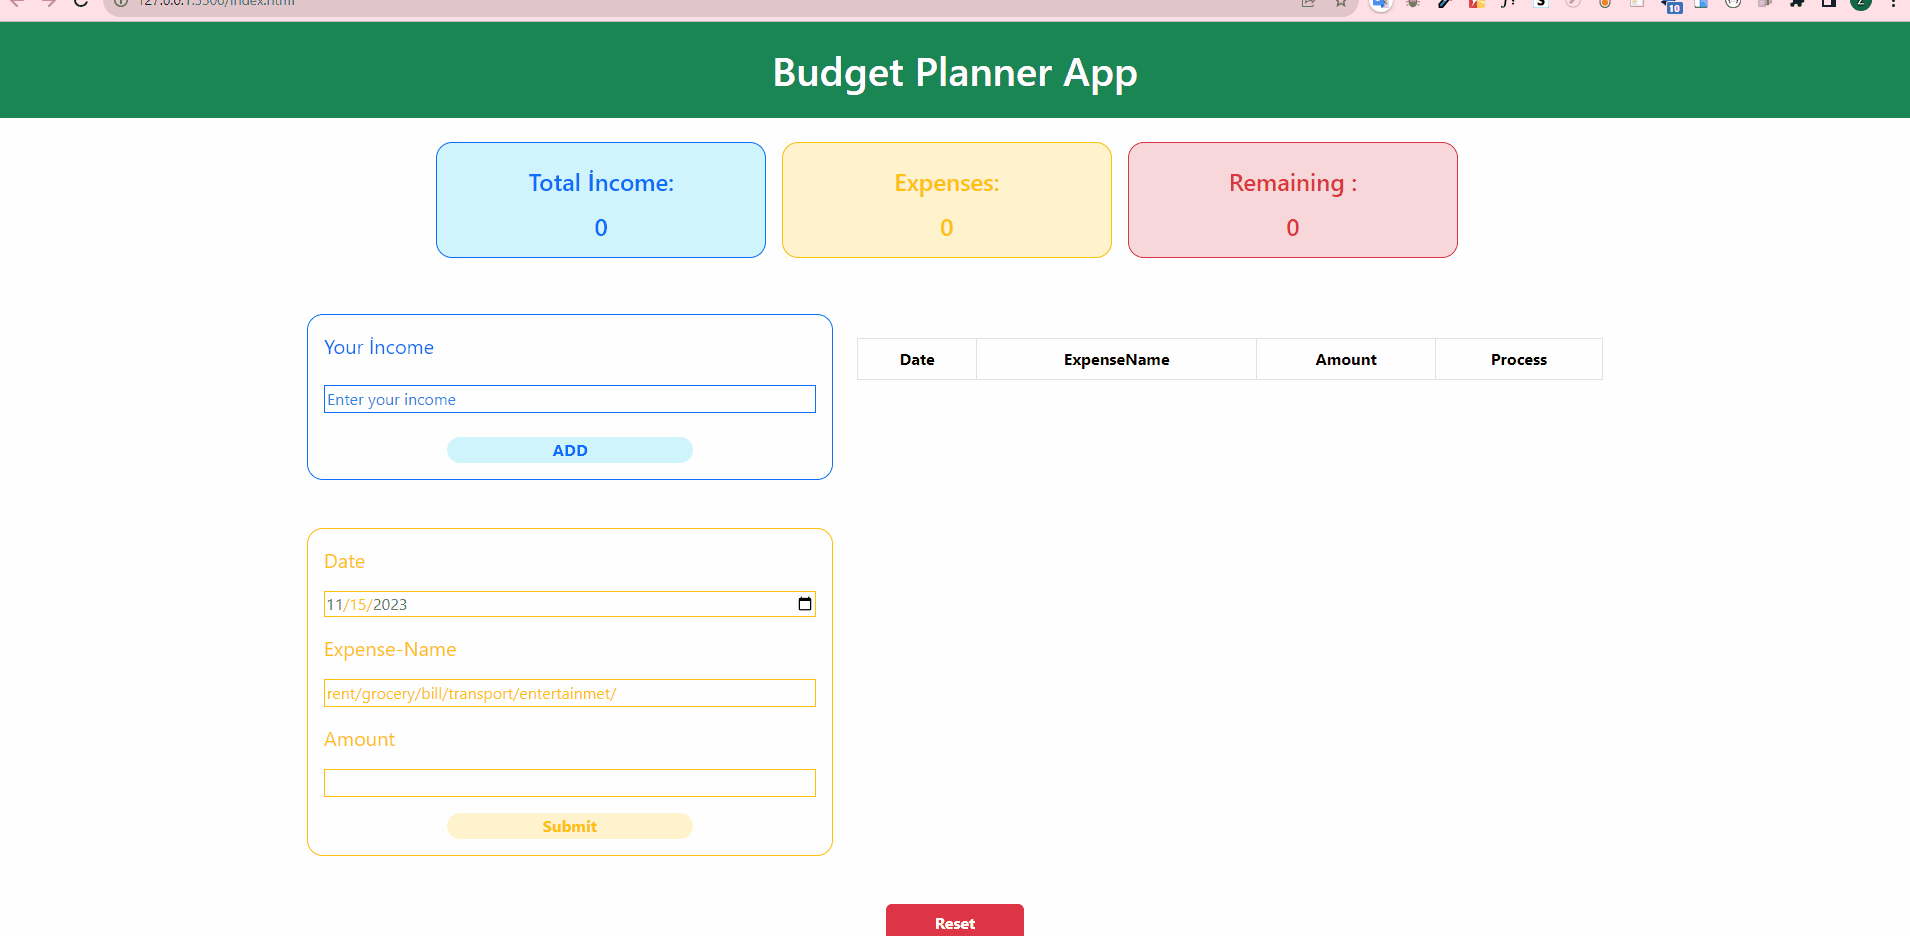 127.0.0.1:5500/index.html
10
Budget Planner App
Total İncome:
0
Expenses:
0
Remaining :
0
Your İncome
Enter your income
ADD
Date
ExpenseName
Amount
Process
Date
11/15/2023
Expense-Name
rent/grocery/bill/transport/entertainmet/
Amount
Submit
Reset